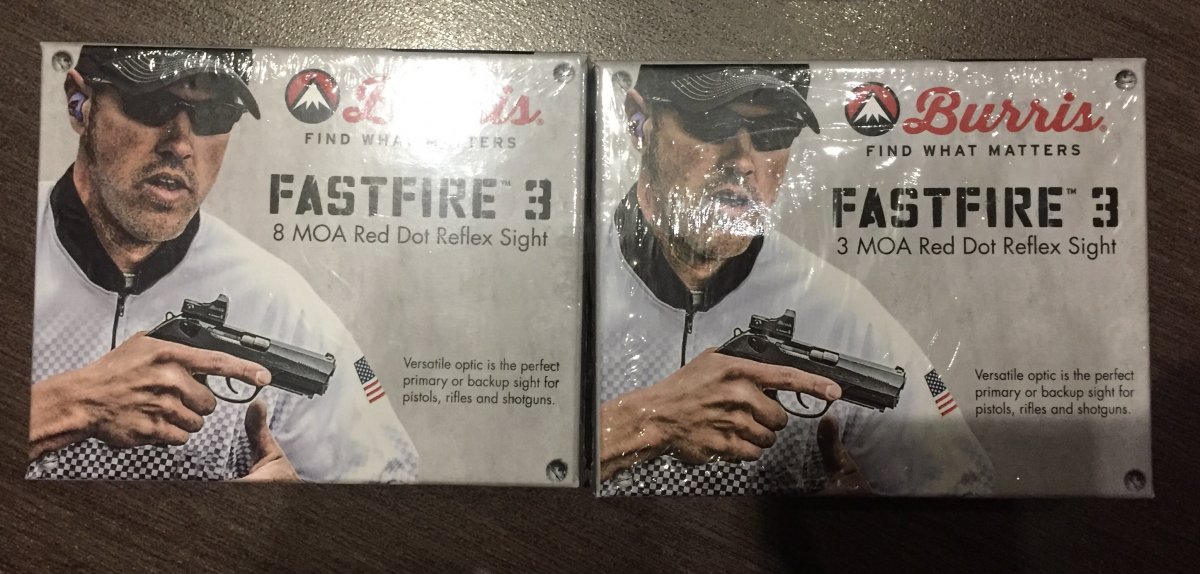 Burris
FIND WHAT MATTERS
FASTFIRE™ 3
8 MOA Red Dot Reflex Sight
Versatile optic is the perfect
primary or backup sight for
pistols, rifles and shotguns.
Burris
FIND WHAT MATTERS
FASTFIRE™ 3
3 MOA Red Dot Reflex Sight
Versatile optic is the perfect
primary or backup sight for
pistols, rifles and shotguns.